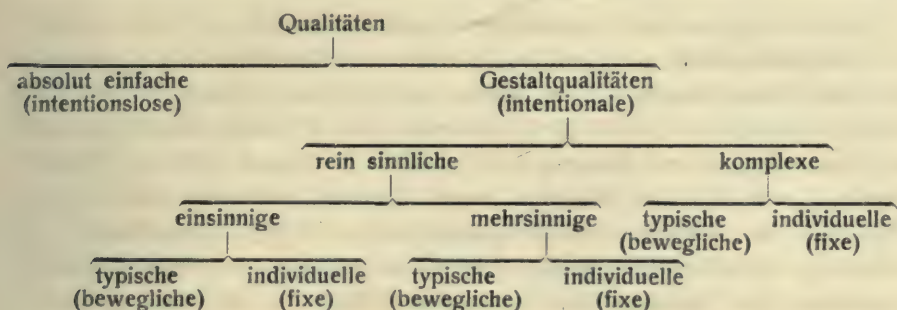 Qualitäten
absolut einfache Gestaltqualitäten
(intentionslose) (intentionale)
rein sinnliche komplexe
einsinnige mehrsinnige typische individuelle
(bewegliche) (fixe)
typische individuelle typische individuelle
(bewegliche) (fixe) (bewegliche) (fixe)